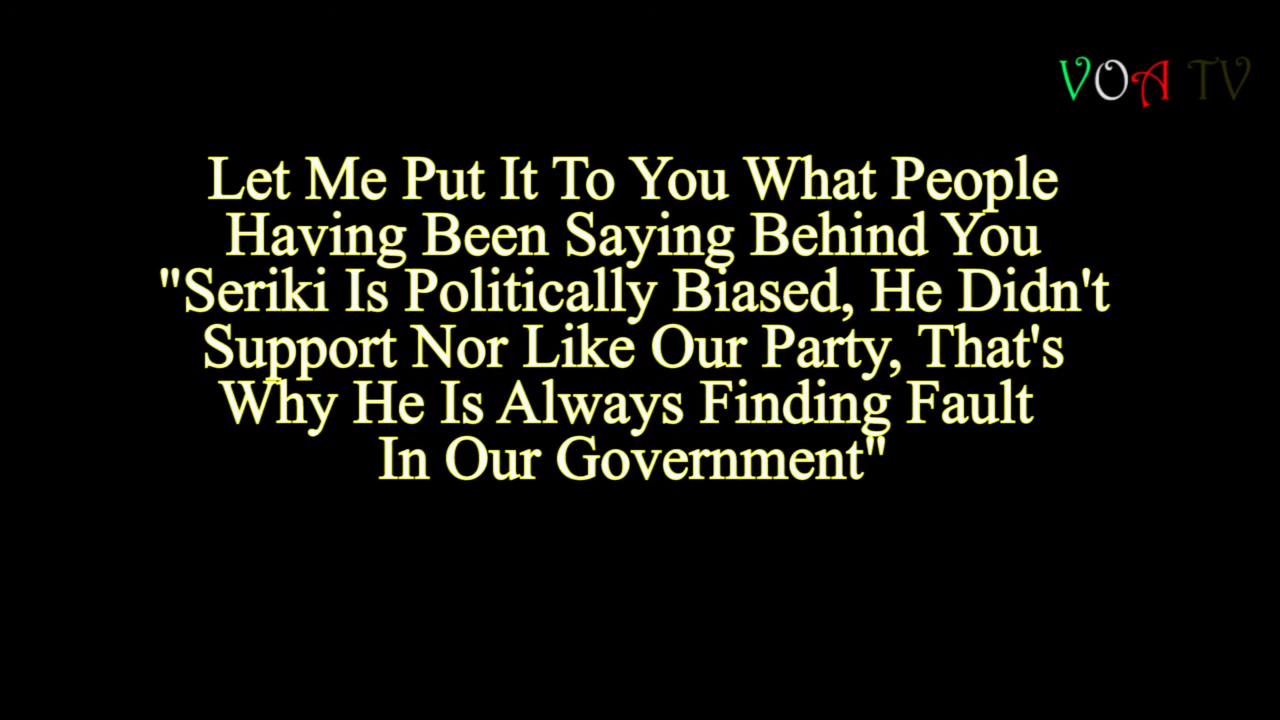 VOA TV
Let Me Put It To You What People
Having Been Saying Behind You
"Seriki Is Politically Biased, He Didn't
Support Nor Like Our Party, That's
Why He Is Always Finding Fault
In Our Government"